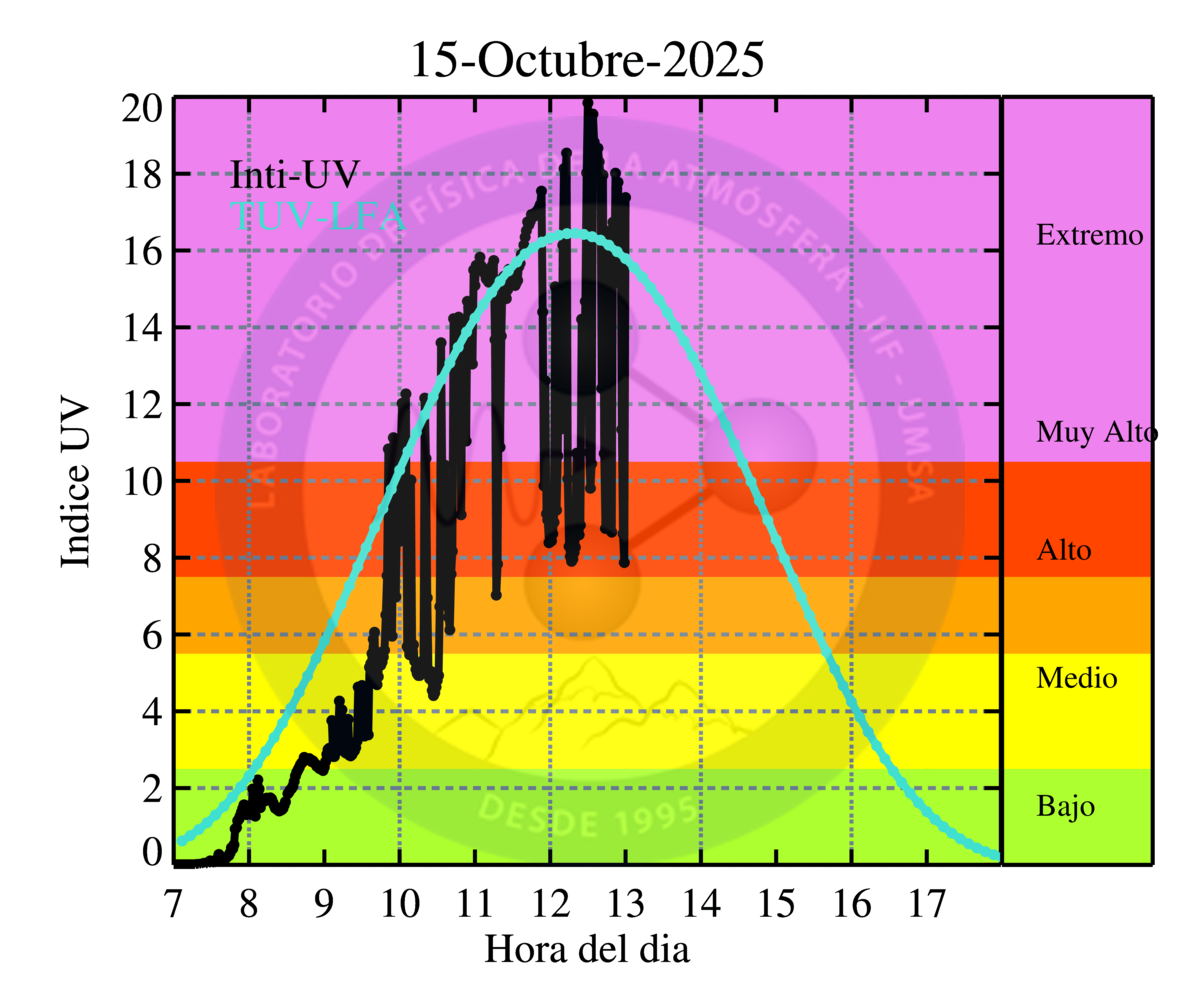 15-Octubre-2025
20
18
16
14
12
10
8
6
4
2
0
Indice UV
Inti-UV
TUV-LFA
LABORATORIO DE FÍSICA DE LA ATMÓSFERA - IIF - UMSA
DESDE 1995
Extremo
Muy Alto
Alto
Medio
Bajo
7 8 9 10 11 12 13 14 15 16 17
Hora del dia